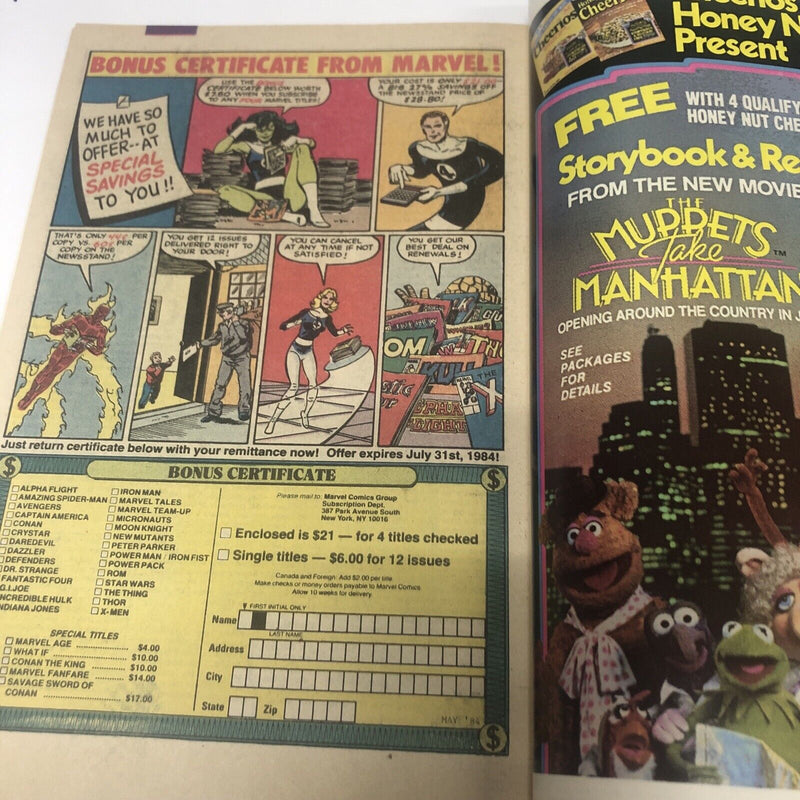 BONUS CERTIFICATE FROM MARVEL!
WE HAVE SO
MUCH TO
OFFER--AT
SPECIAL
SAVINGS
TO YOU!!
USE THE BONUS
CERTIFICATE BELOW WORTH
$7.80 WHEN YOU SUBSCRIBE
TO ANY FOUR MARVEL TITLES!
YOUR COST IS ONLY $21.00--
A BIG 27% SAVINGS OFF
THE NEWSSTAND PRICE OF
$28.80!
THAT'S ONLY 44¢ PER
COPY VS. 60¢ PER
COPY ON THE
NEWSSTAND!
YOU GET 12 ISSUES
DELIVERED RIGHT TO
YOUR DOOR!
YOU CAN CANCEL
AT ANY TIME IF NOT
SATISFIED!
YOU GET OUR
BEST DEAL ON
RENEWALS!
Just return certificate below with your remittance now! Offer expires July 31st, 1984!
$ $
BONUS CERTIFICATE
ALPHA FLIGHT
AMAZING SPIDER-MAN
AVENGERS
CAPTAIN AMERICA
CONAN
CRYSTAR
DAREDEVIL
DAZZLER
DEFENDERS
DR. STRANGE
FANTASTIC FOUR
G.I.JOE
INCREDIBLE HULK
INDIANA JONES
IRON MAN
MARVEL TALES
MARVEL TEAM-UP
MICRONAUTS
MOON KNIGHT
NEW MUTANTS
PETER PARKER
POWER MAN / IRON FIST
POWER PACK
ROM
STAR WARS
THE THING
THOR
X-MEN
SPECIAL TITLES
MARVEL AGE .......... $4.00
WHAT IF .......... $10.00
CONAN THE KING .......... $10.00
MARVEL FANFARE .......... $14.00
SAVAGE SWORD OF
CONAN .......... $17.00
Please mail to: Marvel Comics Group
Subscription Dept.
387 Park Avenue South
New York, NY 10016
Enclosed is $21 — for 4 titles checked
Single titles — $6.00 for 12 issues
Canada and Foreign: Add $2.00 per title
Make checks or money orders payable to Marvel Comics
Allow 10 weeks for delivery.
FIRST INITIAL ONLY
Name
LAST NAME
Address
City
State Zip
MAY '84
$
Cheerios
Honey N
Present
FREE WITH 4 QUALIFY
HONEY NUT CHE
Storybook & Re
FROM THE NEW MOVIE
THE
MUPPETS
Take
MANHATTAN
TM
OPENING AROUND THE COUNTRY IN J
SEE
PACKAGES
FOR
DETAILS